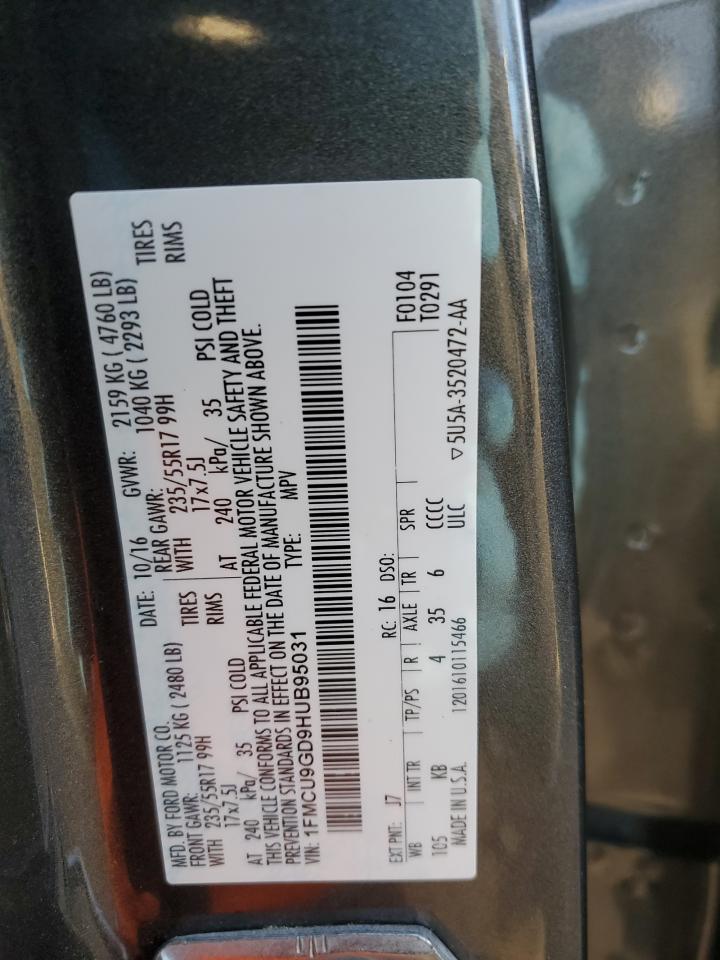 MFD. BY FORD MOTOR CO.
DATE: 10/16 GVWR: 2159 KG ( 4760 LB)
FRONT GAWR: 1125 KG ( 2480 LB)
REAR GAWR: 1040 KG ( 2293 LB)
WITH 235/55R17 99H TIRES
WITH 235/55R17 99H TIRES
17x7.5J RIMS
17x7.5J RIMS
AT 240 kPa/ 35 PSI COLD
AT 240 kPa/ 35 PSI COLD
THIS VEHICLE CONFORMS TO ALL APPLICABLE FEDERAL MOTOR VEHICLE SAFETY AND THEFT
PREVENTION STANDARDS IN EFFECT ON THE DATE OF MANUFACTURE SHOWN ABOVE.
VIN: 1FMCU9GD9HUB95031 TYPE: MPV
EXT PNT: J7 RC: 16 DSO: F0104
T0291
WB INT TR TP/PS R AXLE TR SPR
105 KB 4 35 6 CCCC
MADE IN U.S.A. 1201610115466 ULC
▽5U5A-3520472-AA